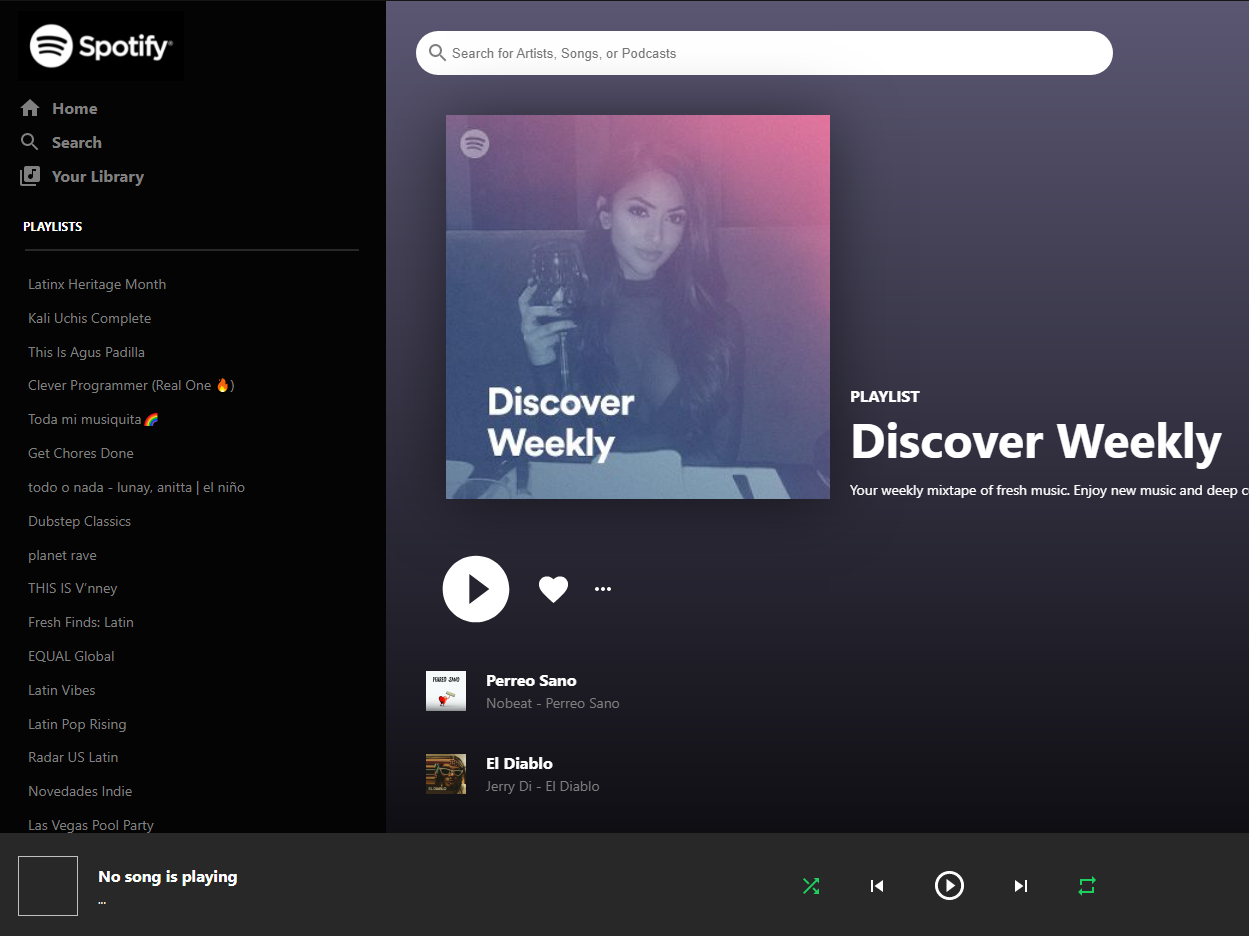 Spotify®
Search for Artists, Songs, or Podcasts
Home
Search
Your Library
PLAYLISTS
Latinx Heritage Month
Kali Uchis Complete
This Is Agus Padilla
Clever Programmer (Real One 🔥)
Toda mi musiquita🌈
Get Chores Done
todo o nada - lunay, anitta | el niño
Dubstep Classics
planet rave
THIS IS V’nney
Fresh Finds: Latin
EQUAL Global
Latin Vibes
Latin Pop Rising
Radar US Latin
Novedades Indie
Las Vegas Pool Party
Discover
Weekly
PLAYLIST
Discover Weekly
Your weekly mixtape of fresh music. Enjoy new music and deep c
PERREO SANO
Perreo Sano
Nobeat - Perreo Sano
EL DIABLO
El Diablo
Jerry Di - El Diablo
No song is playing
...